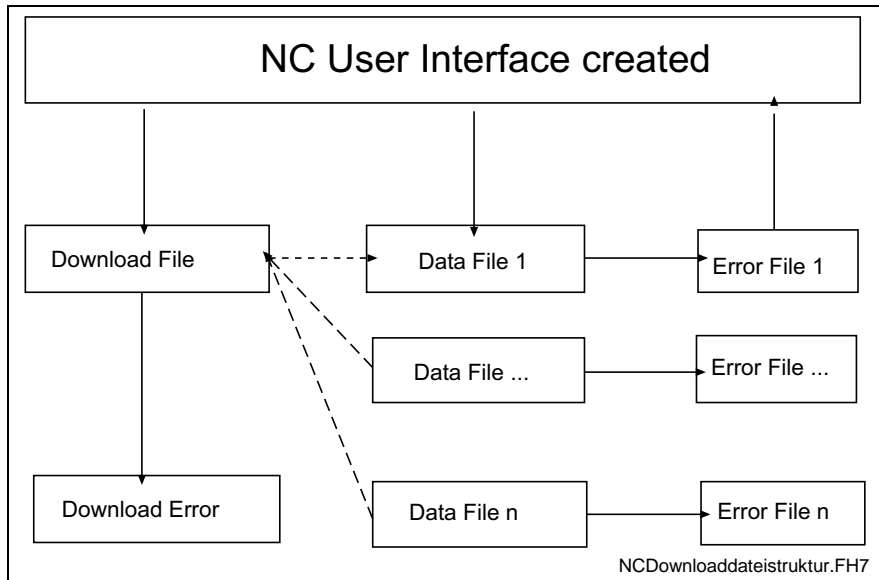 NC User Interface created
Download File
Data File 1
Error File 1
Data File ...
Error File ...
Download Error
Data File n
Error File n
NCDownloaddateistruktur.FH7